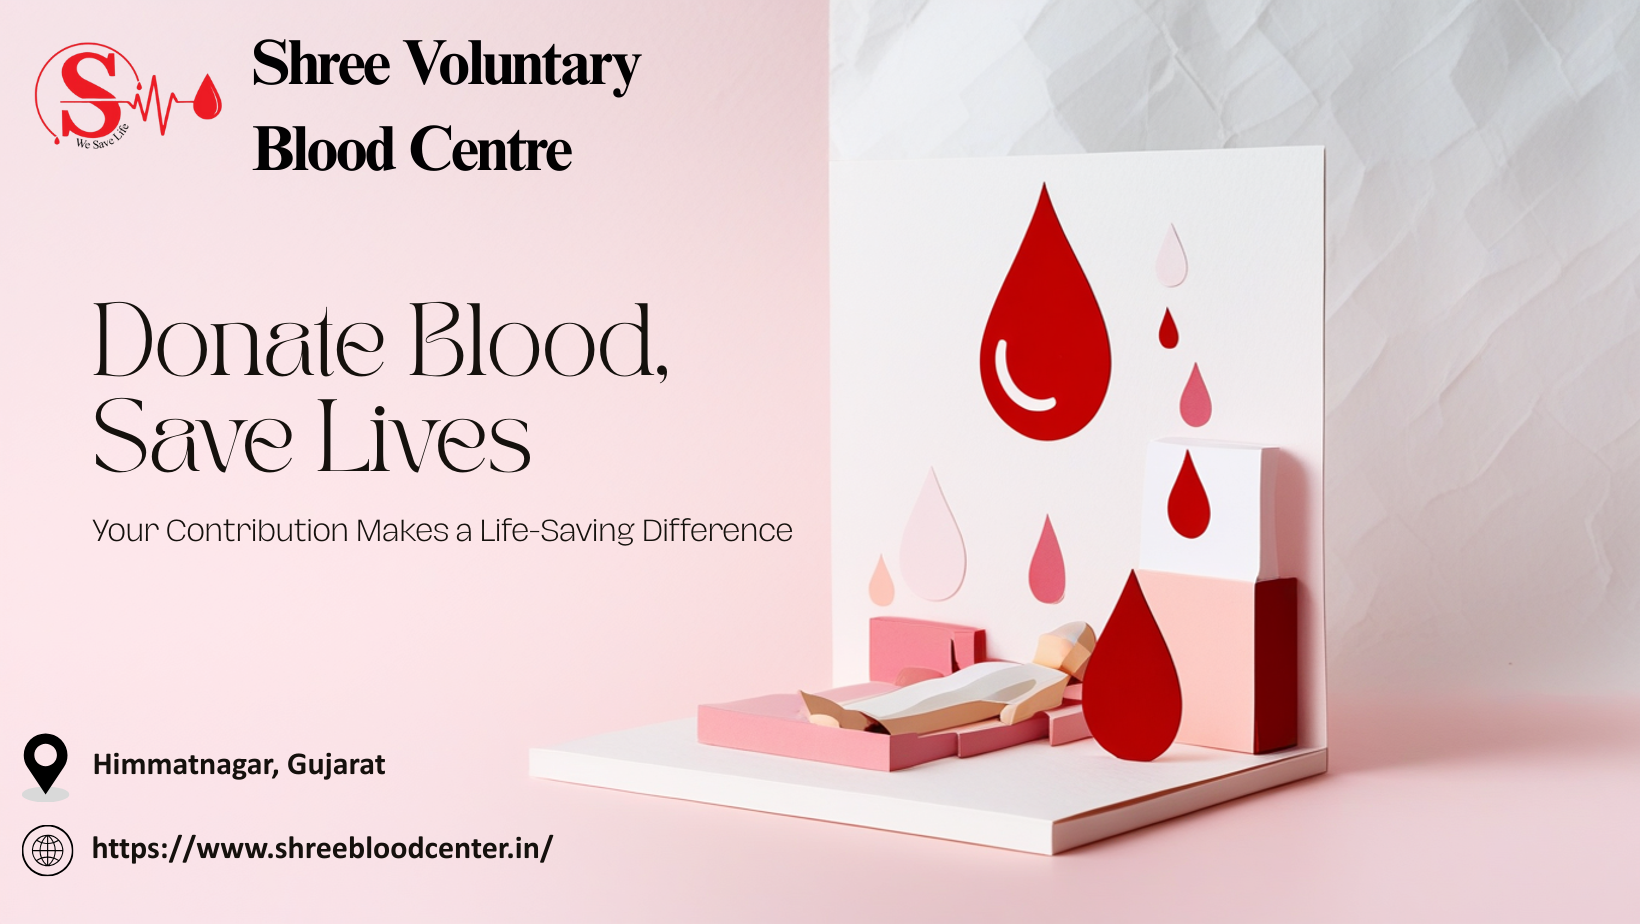 S
We Save Life
Shree Voluntary
Blood Centre
Donate Blood,
Save Lives
Your Contribution Makes a Life-Saving Difference
Himmatnagar, Gujarat
https://www.shreebloodcenter.in/